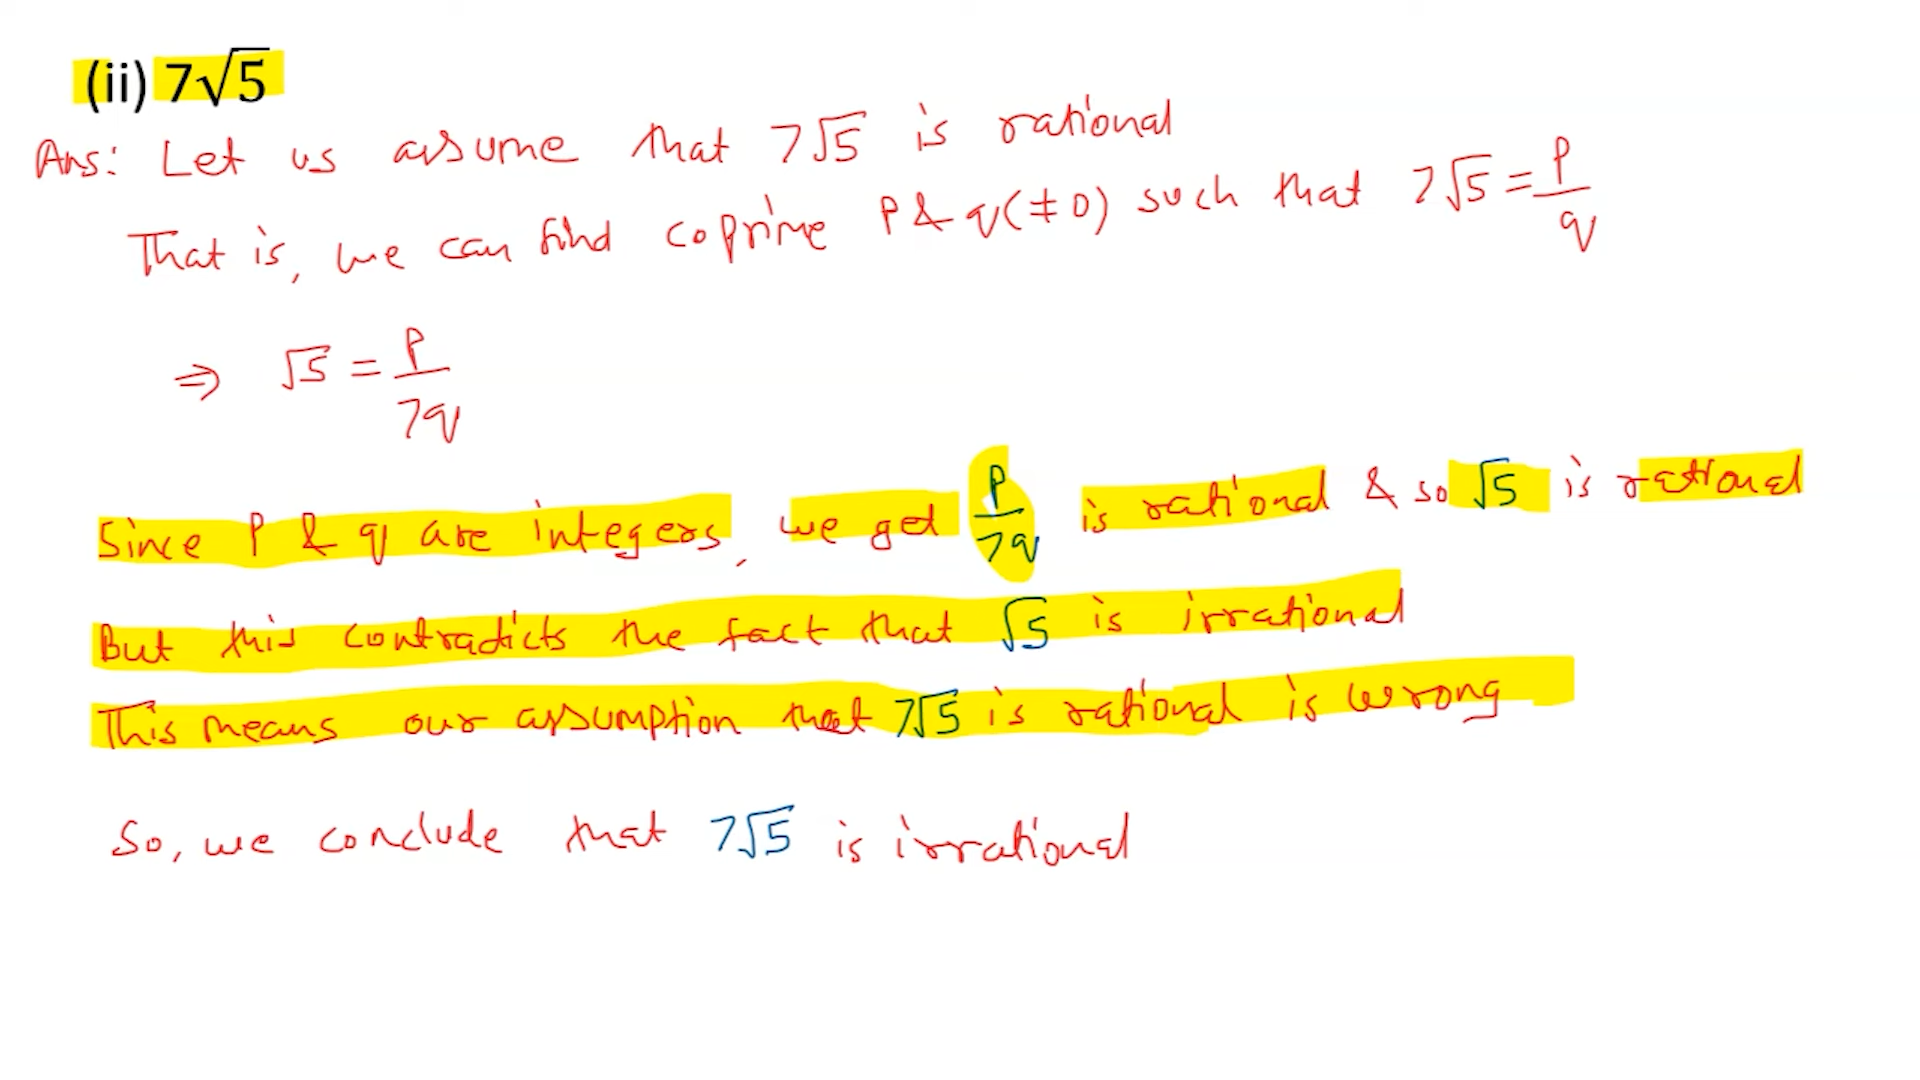 (ii) 7√5
Ans: Let us assume that 7√5 is rational
That is, we can find coprime p & q(≠0) such that 7√5 = p/q
⇒ √5 = p/7q
Since p & q are integers, we get p/7q is rational & so √5 is rational
But this contradicts the fact that √5 is irrational
This means our assumption that 7√5 is rational is wrong
So, we conclude that 7√5 is irrational